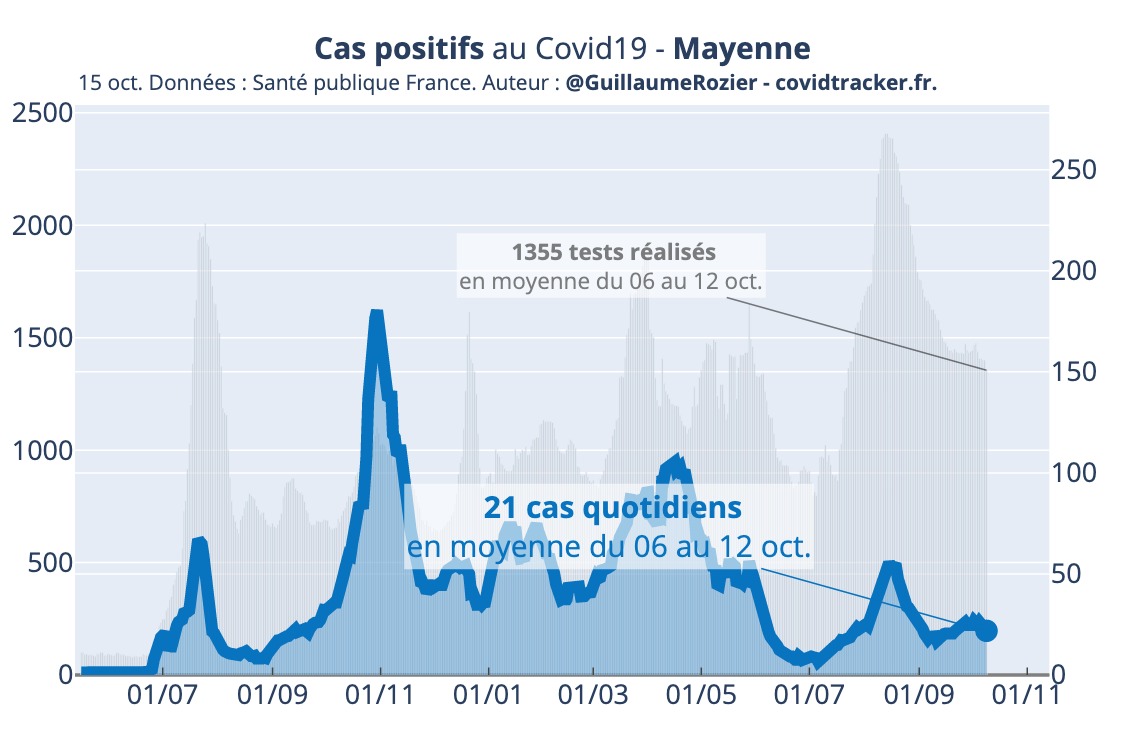 Cas positifs au Covid19 - Mayenne
15 oct. Données : Santé publique France. Auteur : @GuillaumeRozier - covidtracker.fr.
2500
2000
1500
1000
500
0
250
200
150
100
50
0
1355 tests réalisés
en moyenne du 06 au 12 oct.
21 cas quotidiens
en moyenne du 06 au 12 oct.
01/07 01/09 01/11 01/01 01/03 01/05 01/07 01/09 01/11